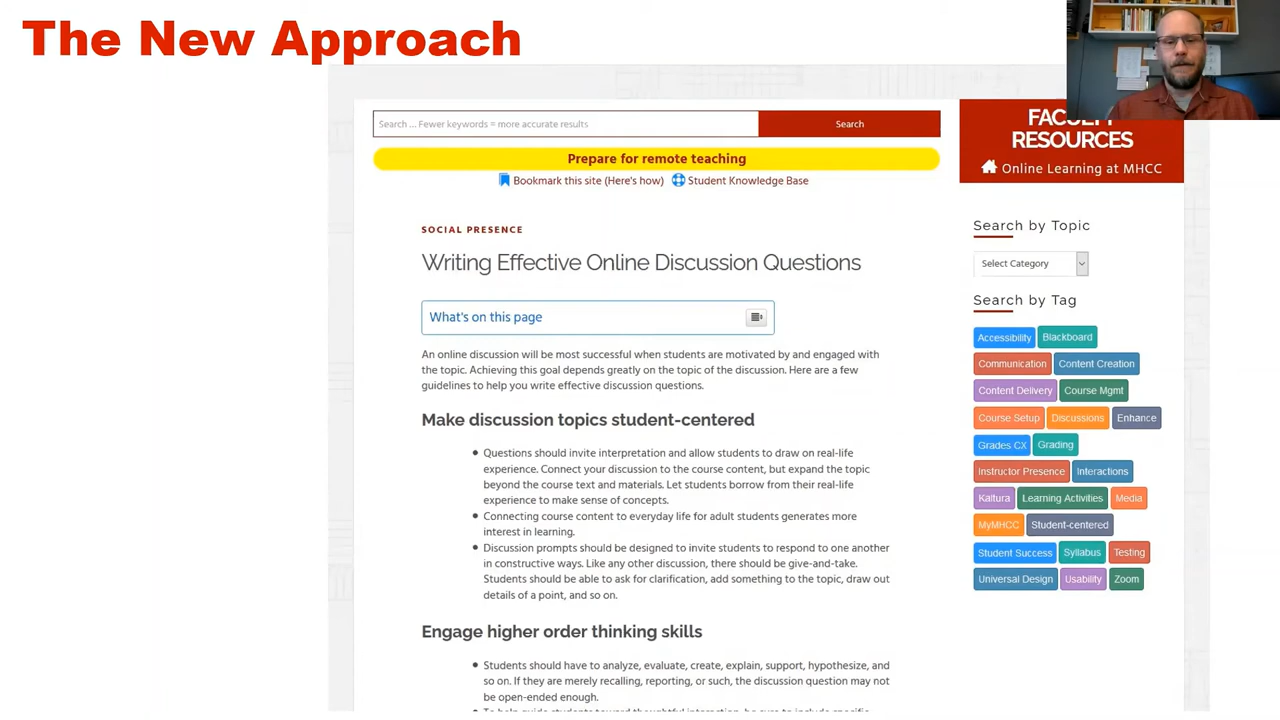 The New Approach
Search ... Fewer keywords = more accurate results
Search
Prepare for remote teaching
Bookmark this site (Here's how)
Student Knowledge Base
SOCIAL PRESENCE
Writing Effective Online Discussion Questions
What's on this page
An online discussion will be most successful when students are motivated by and engaged with
the topic. Achieving this goal depends greatly on the topic of the discussion. Here are a few
guidelines to help you write effective discussion questions.
Make discussion topics student-centered
Questions should invite interpretation and allow students to draw on real-life
experience. Connect your discussion to the course content, but expand the topic
beyond the course text and materials. Let students borrow from their real-life
experience to make sense of concepts.
Connecting course content to everyday life for adult students generates more
interest in learning.
Discussion prompts should be designed to invite students to respond to one another
in constructive ways. Like any other discussion, there should be give-and-take.
Students should be able to ask for clarification, add something to the topic, draw out
details of a point, and so on.
Engage higher order thinking skills
Students should have to analyze, evaluate, create, explain, support, hypothesize, and
so on. If they are merely recalling, reporting, or such, the discussion question may not
be open-ended enough.
FACULTY
RESOURCES
Online Learning at MHCC
Search by Topic
Select Category
Search by Tag
Accessibility Blackboard
Communication Content Creation
Content Delivery Course Mgmt
Course Setup Discussions Enhance
Grades CX Grading
Instructor Presence Interactions
Kaltura Learning Activities Media
MyMHCC Student-centered
Student Success Syllabus Testing
Universal Design Usability Zoom